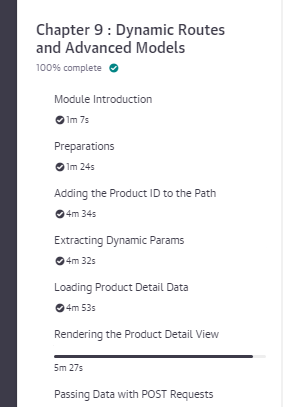 Chapter 9 : Dynamic Routes
and Advanced Models
100% complete
Module Introduction
1m 7s
Preparations
1m 24s
Adding the Product ID to the Path
4m 34s
Extracting Dynamic Params
4m 32s
Loading Product Detail Data
4m 53s
Rendering the Product Detail View
5m 27s
Passing Data with POST Requests